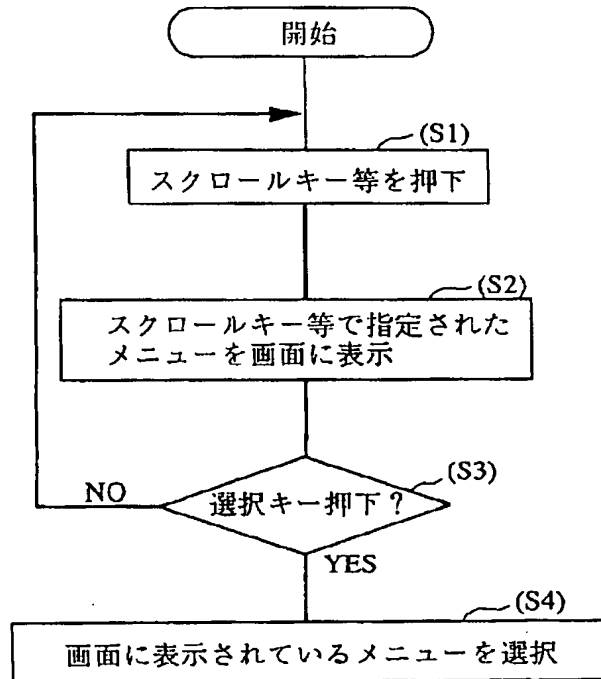 開始
(S1)
スクロールキー等を押下
(S2)
スクロールキー等で指定された
メニューを画面に表示
(S3)
NO
選択キー押下?
YES
(S4)
画面に表示されているメニューを選択